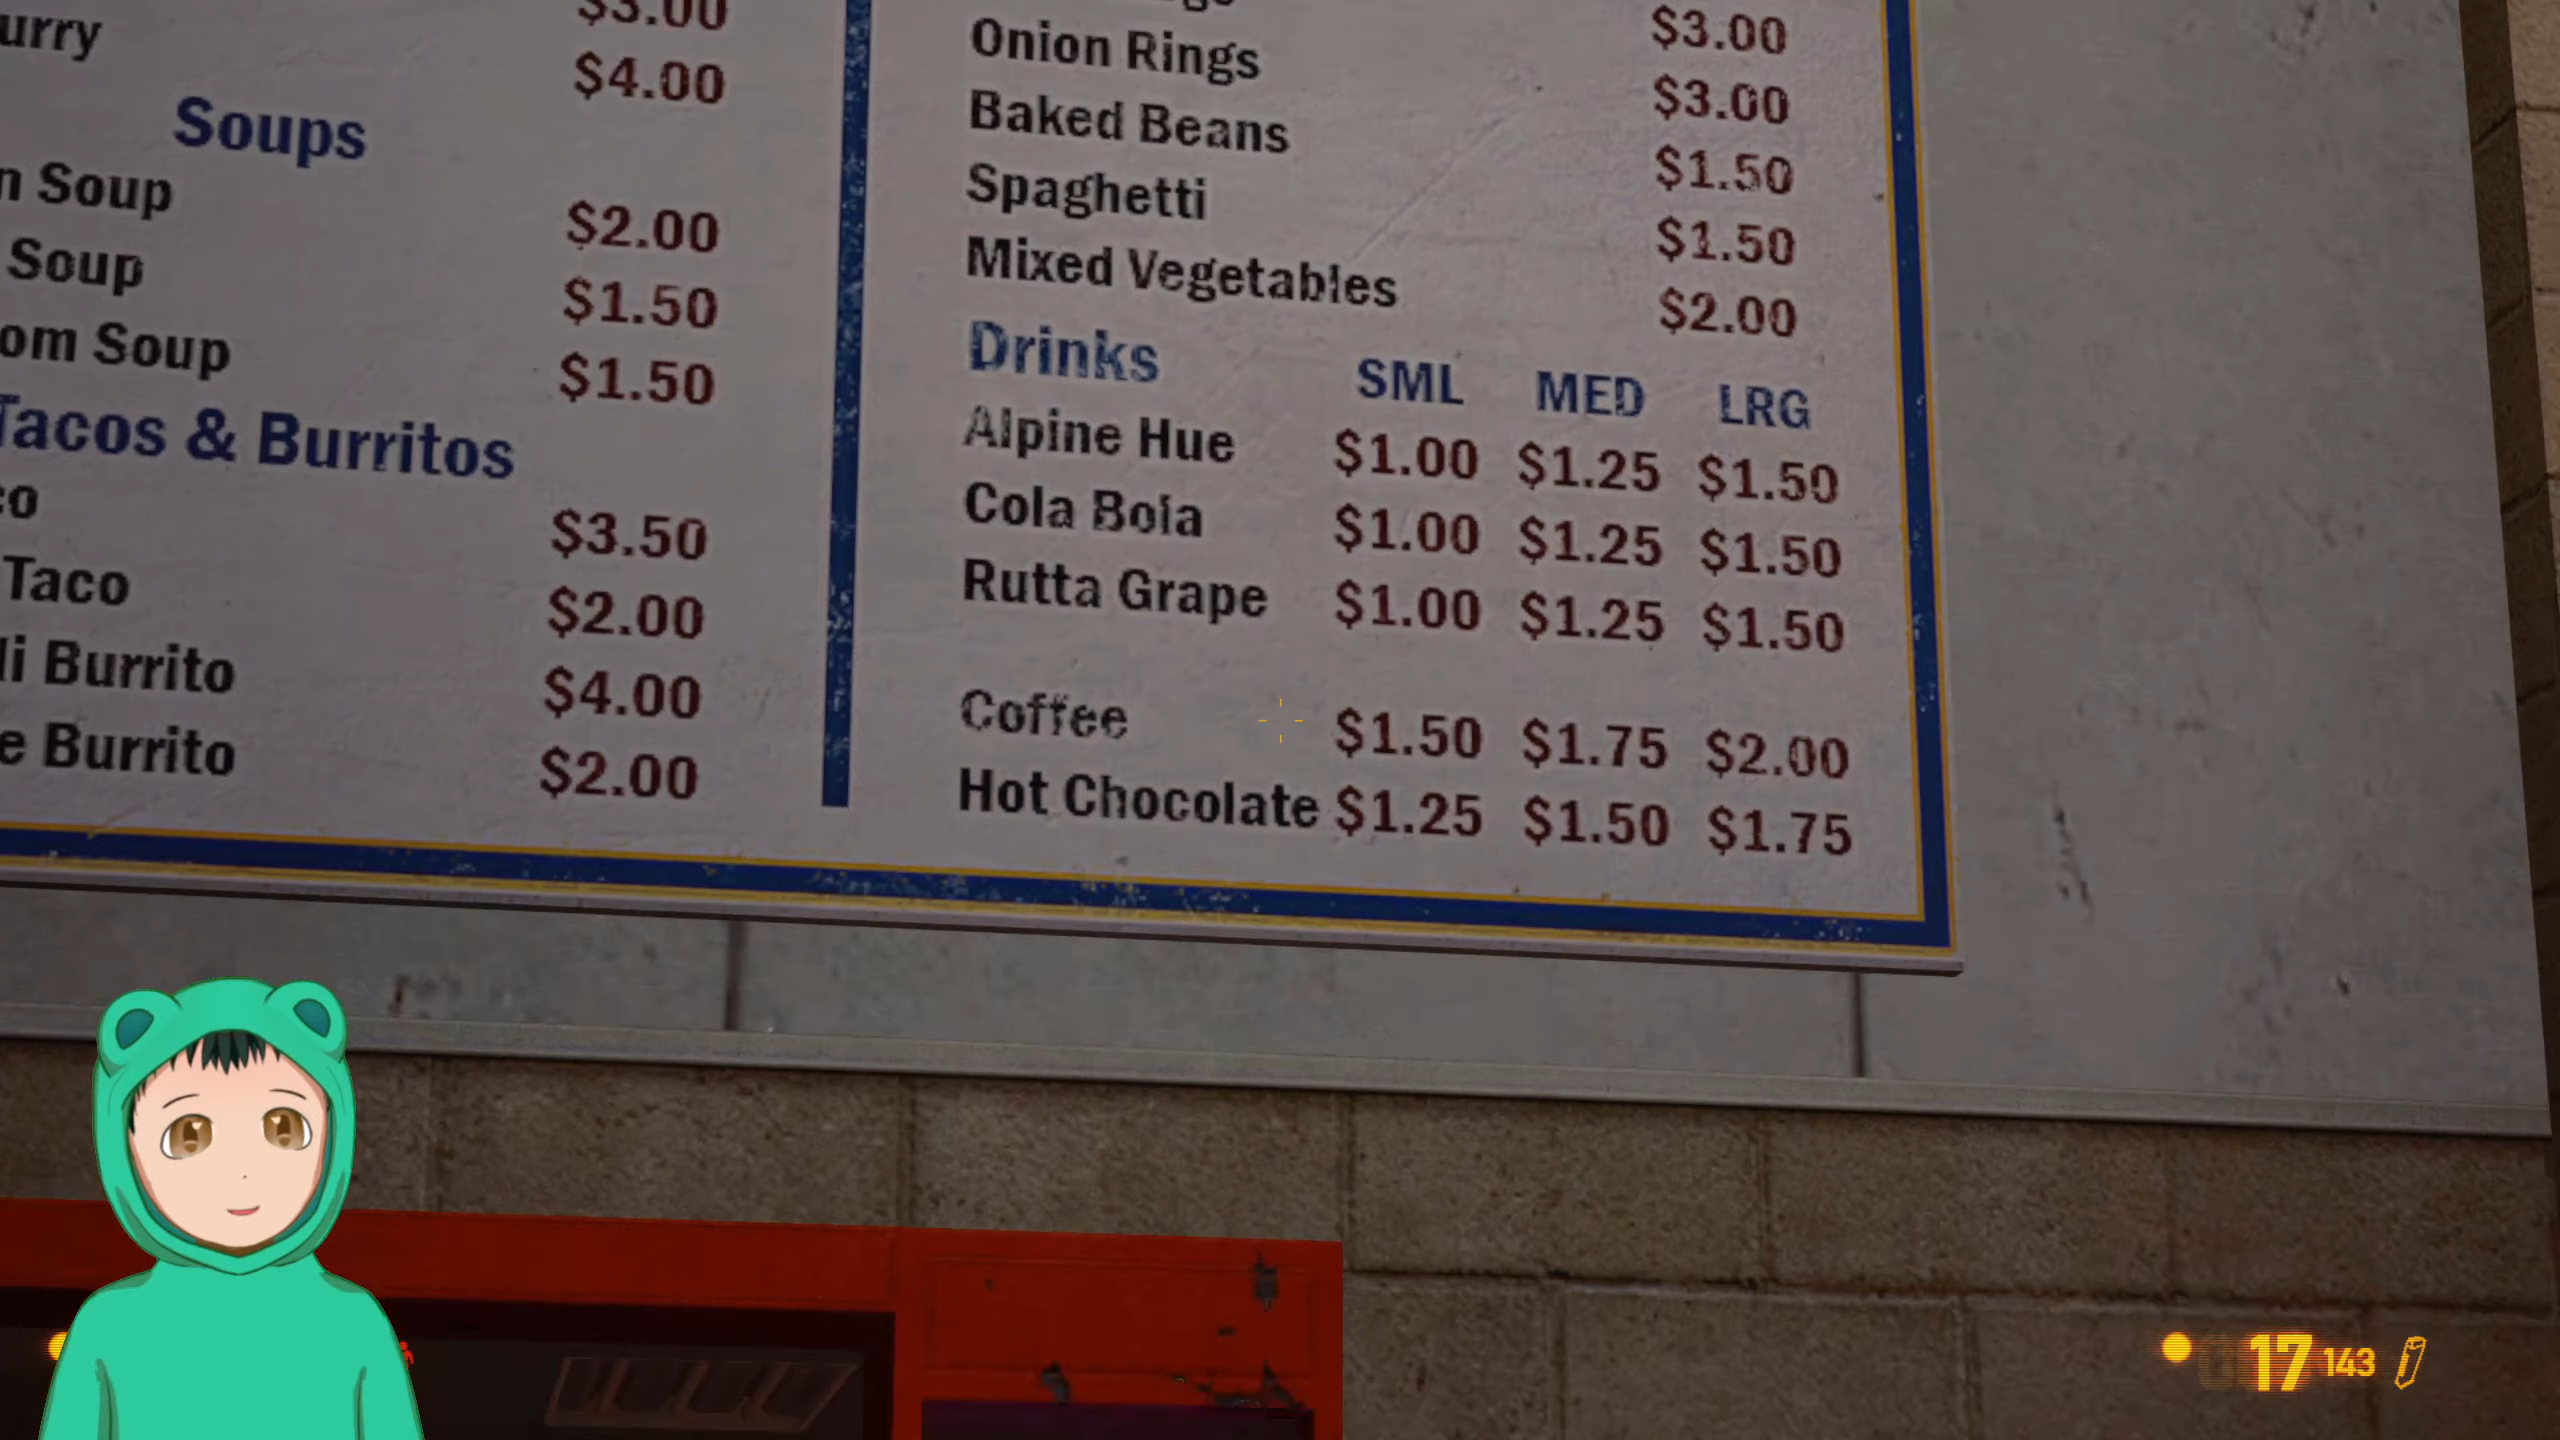 urry
$3.00
$4.00
Soups
n Soup $2.00
Soup $1.50
om Soup $1.50
Tacos & Burritos
co $3.50
Taco $2.00
li Burrito $4.00
e Burrito $2.00
$3.00
Onion Rings $3.00
Baked Beans $1.50
Spaghetti $1.50
Mixed Vegetables $2.00
Drinks SML MED LRG
Alpine Hue $1.00 $1.25 $1.50
Cola Bola $1.00 $1.25 $1.50
Rutta Grape $1.00 $1.25 $1.50
Coffee $1.50 $1.75 $2.00
Hot Chocolate $1.25 $1.50 $1.75
17 143